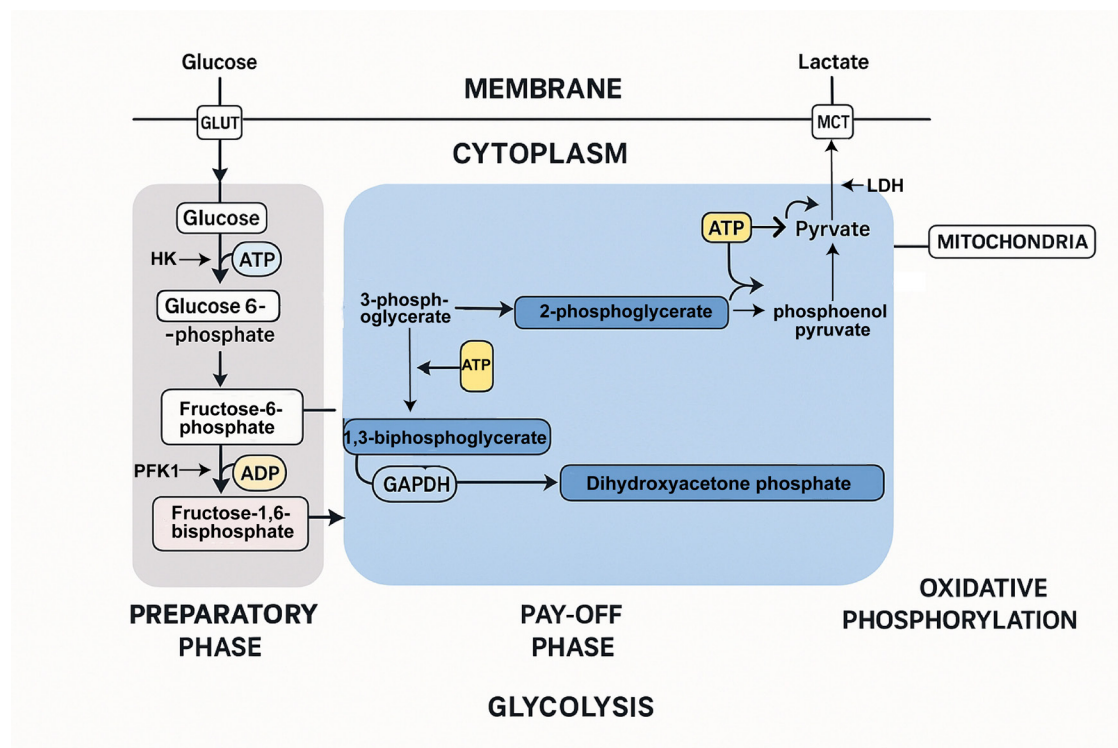 Glucose
Lactate
MEMBRANE
GLUT
MCT
CYTOPLASM
LDH
Glucose
ATP
Pyrvate
MITOCHONDRIA
HK
ATP
Glucose 6-
-phosphate
3-phosph-
oglycerate
2-phosphoglycerate
phosphoenol
pyruvate
ATP
Fructose-6-
phosphate
1,3-biphosphoglycerate
PFK1
ADP
GAPDH
Dihydroxyacetone phosphate
Fructose-1,6-
bisphosphate
PREPARATORY
PHASE
PAY-OFF
PHASE
OXIDATIVE
PHOSPHORYLATION
GLYCOLYSIS